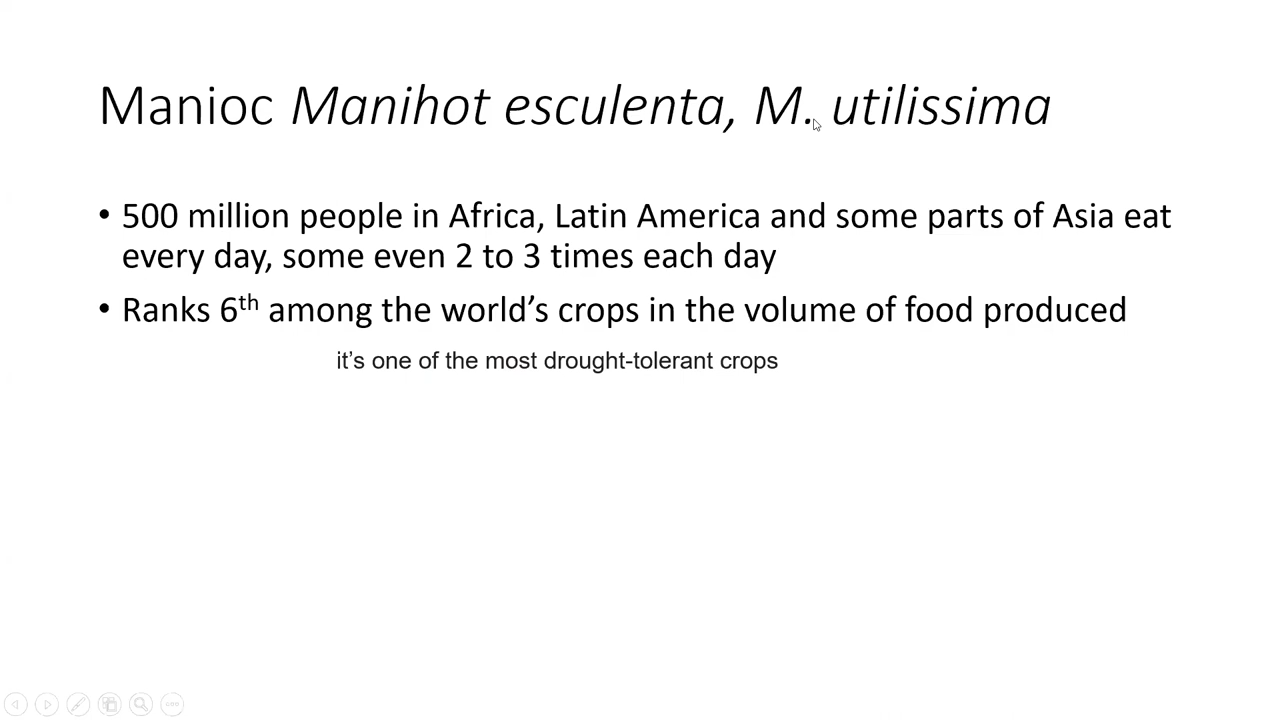 Manioc Manihot esculenta, M. utilissima
• 500 million people in Africa, Latin America and some parts of Asia eat
every day, some even 2 to 3 times each day
• Ranks 6th among the world’s crops in the volume of food produced
it’s one of the most drought-tolerant crops